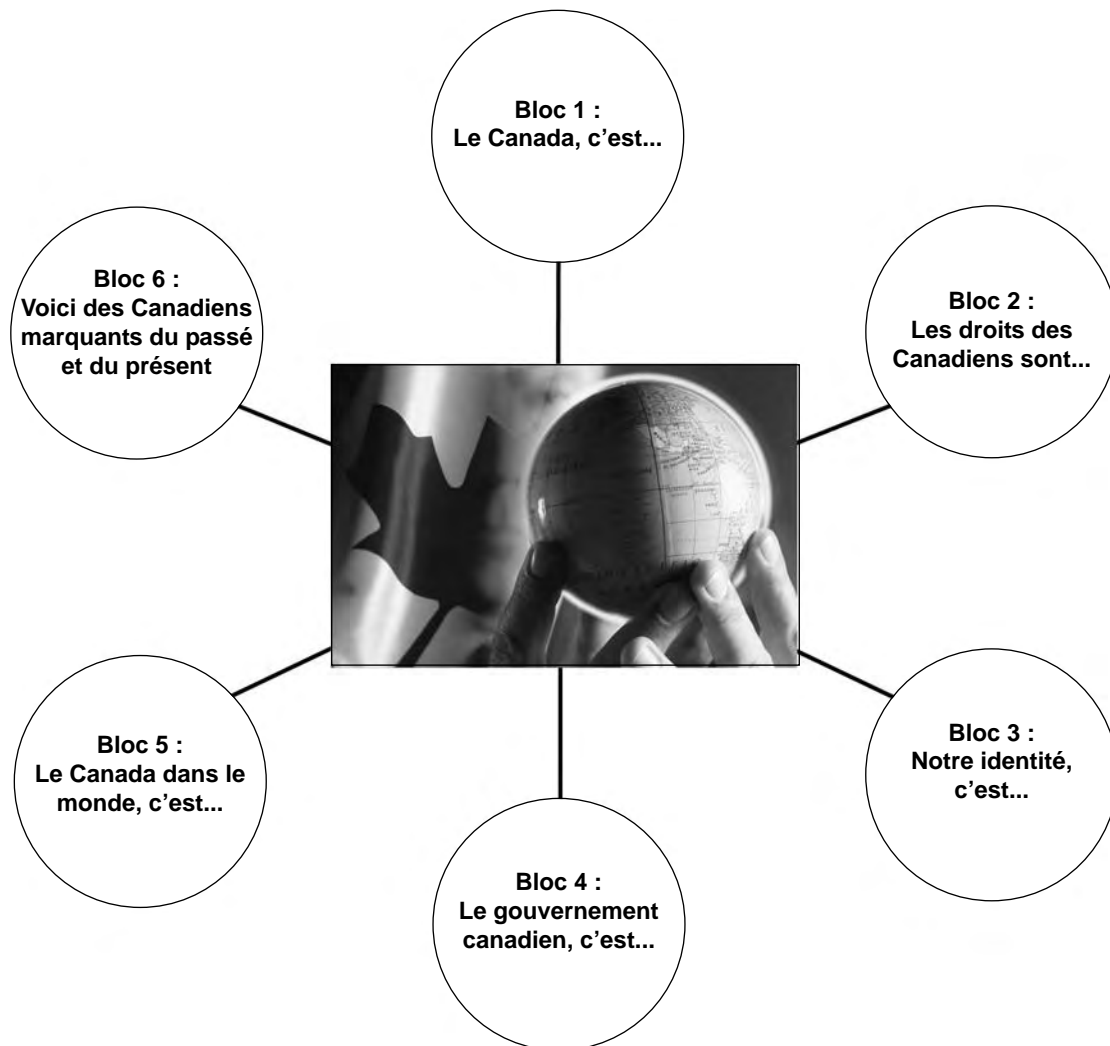 Bloc 1 :
Le Canada, c'est...
Bloc 2 :
Les droits des
Canadiens sont...
Bloc 3 :
Notre identité,
c'est...
Bloc 4 :
Le gouvernement
canadien, c'est...
Bloc 5 :
Le Canada dans le
monde, c'est...
Bloc 6 :
Voici des Canadiens
marquants du passé
et du présent